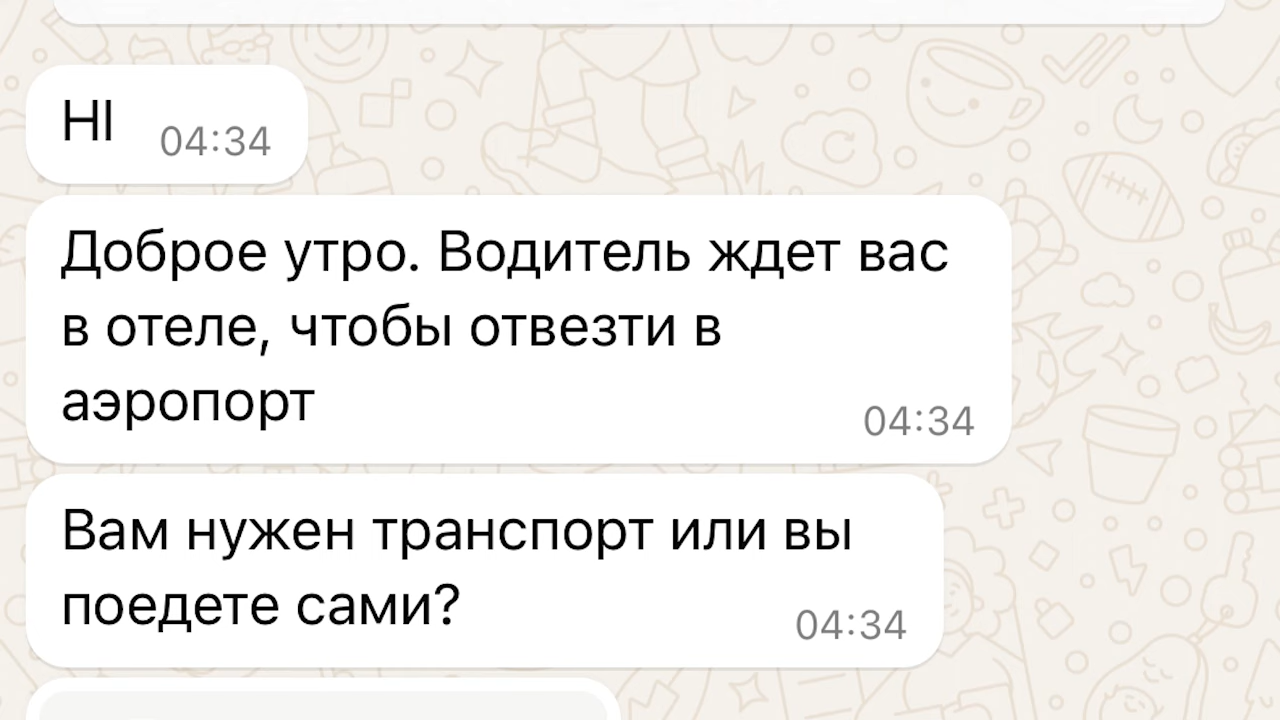 HI 04:34
Доброе утро. Водитель ждет вас
в отеле, чтобы отвезти в
аэропорт 04:34
Вам нужен транспорт или вы
поедете сами? 04:34